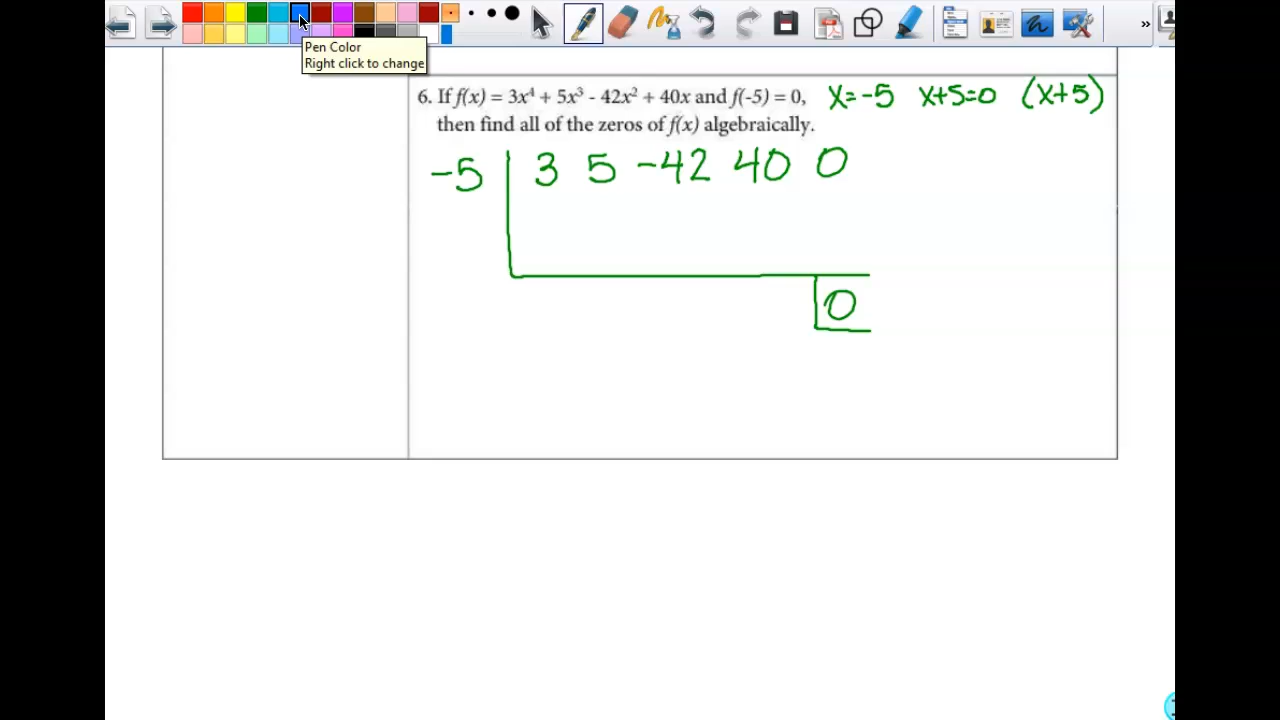 Pen Color
Right click to change
6. If f(x) = 3x⁴ + 5x³ - 42x² + 40x and f(-5) = 0, x=-5 x+5=0 (x+5)
then find all of the zeros of f(x) algebraically.
-5 3 5 -42 40 0
0